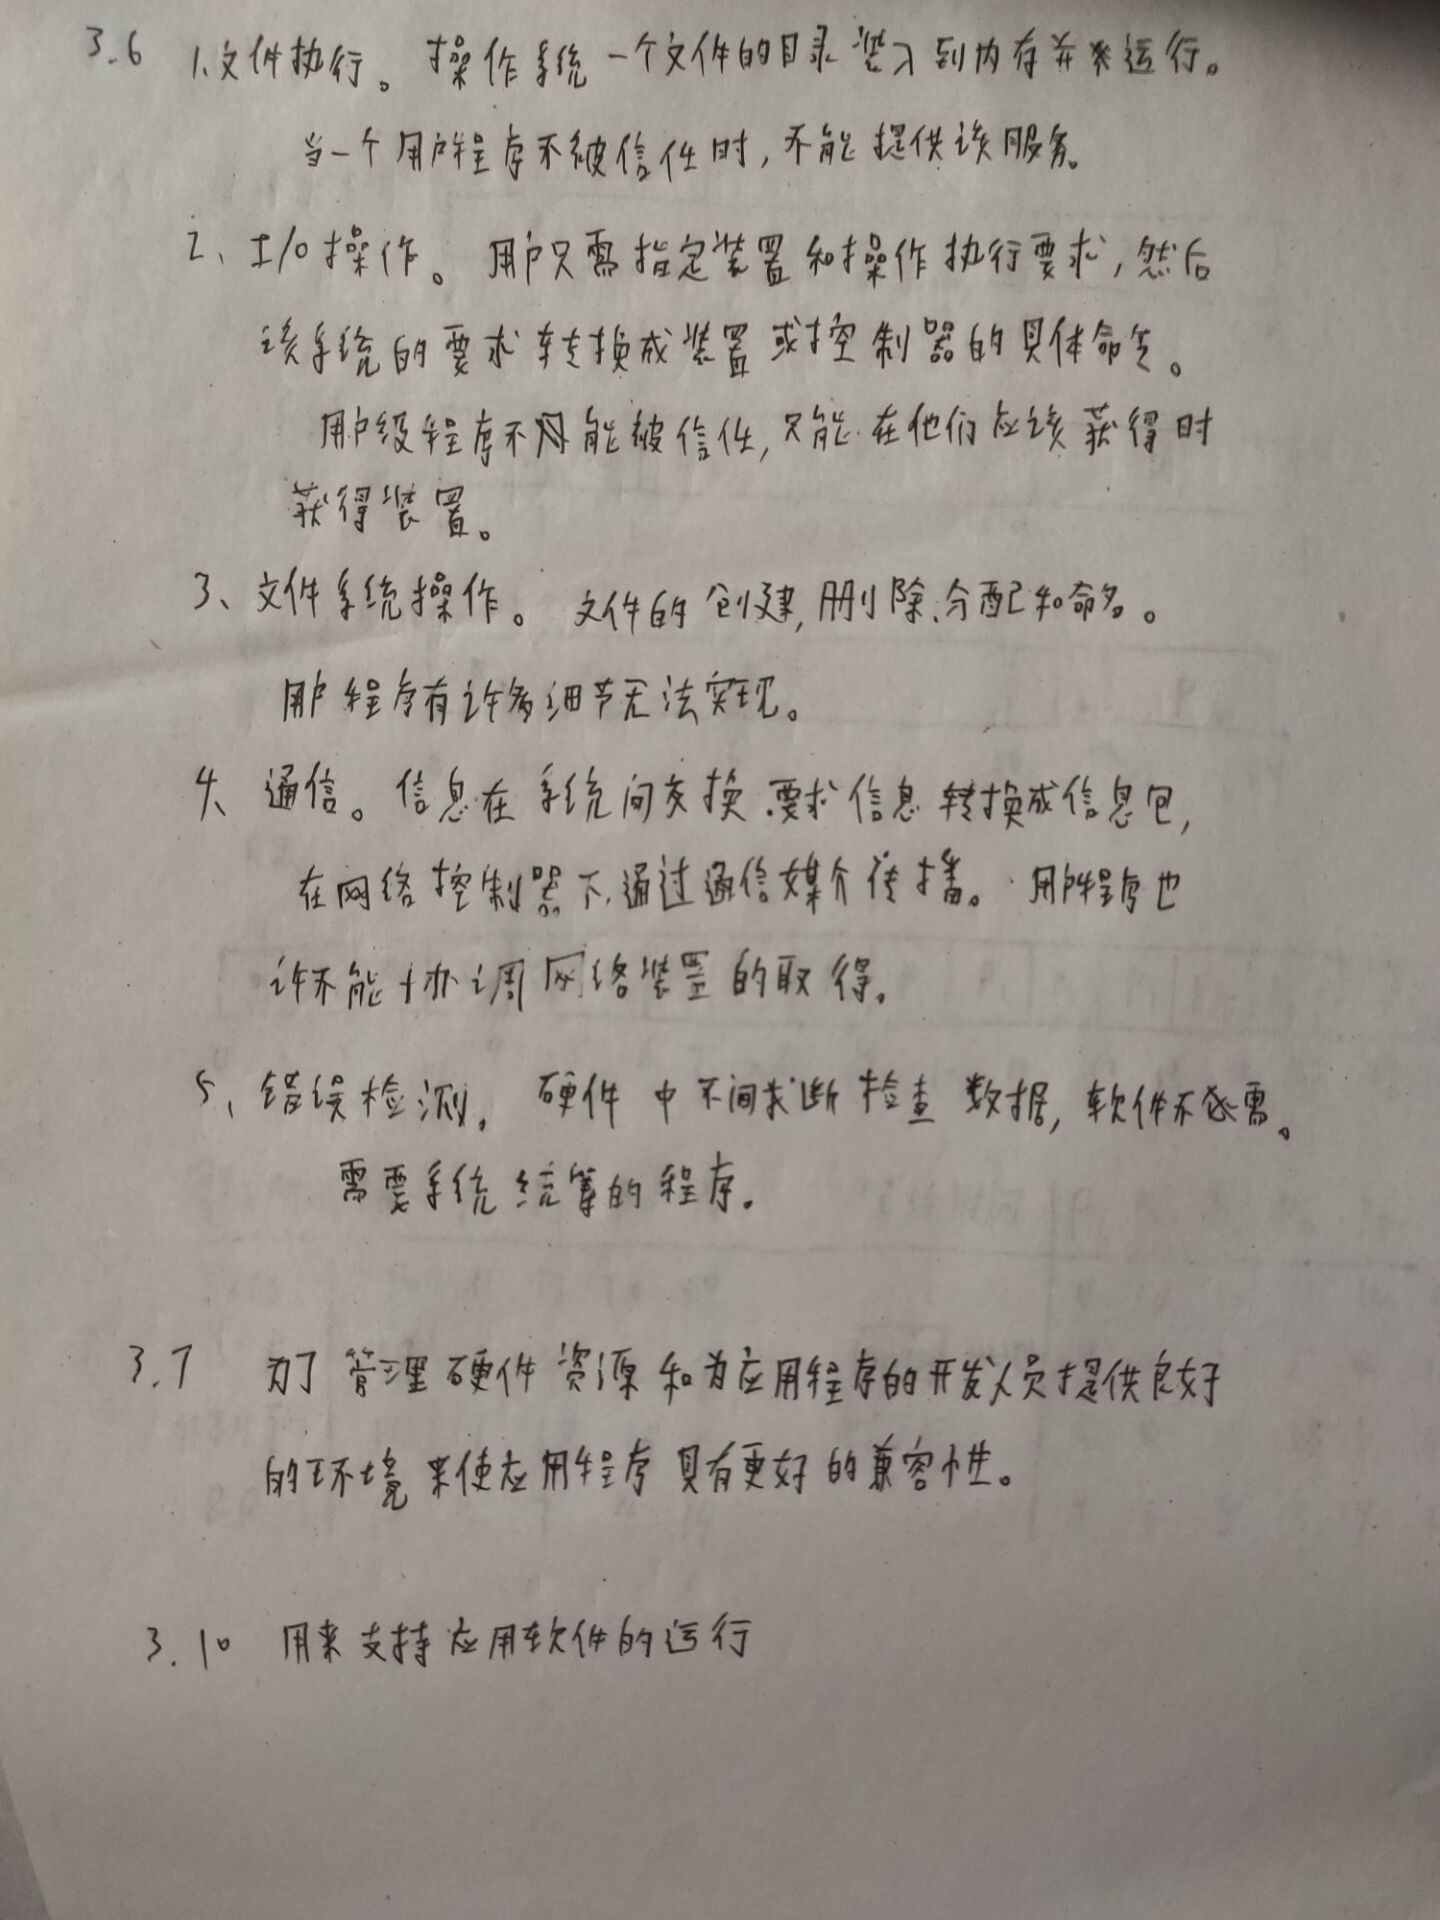 3.6 1、文件执行。操作系统一个文件的目录装入到内存并来运行。
当一个用户程序不被信任时,不能提供该服务。
2、I/O操作。用户只需指定装置和操作执行要求,然后
该系统的要求转换成装置或控制器的具体命令。
用户级程序不能被信任,只能在他们应该获得时
获得装置。
3、文件系统操作。文件的创建,删除、分配和命名。
用户程序有许多细节无法实现。
4、通信。信息在系统间交换.要求信息转换成信息包,
在网络控制器下,通过通信媒介传播。用户程序也
许不能协调网络装置的取得。
5、错误检测。硬件中不间断检查数据,软件不必需。
需要系统统筹的程序。
3.7 为了管理硬件资源和为应用程序的开发人员提供良好
的环境来使应用程序具有更好的兼容性。
3.10 用来支持应用软件的运行